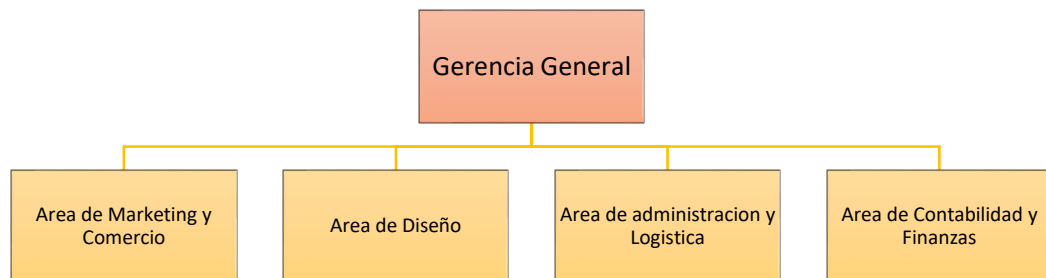 Gerencia General
Area de Marketing y
Comercio
Area de Diseño
Area de administracion y
Logistica
Area de Contabilidad y
Finanzas